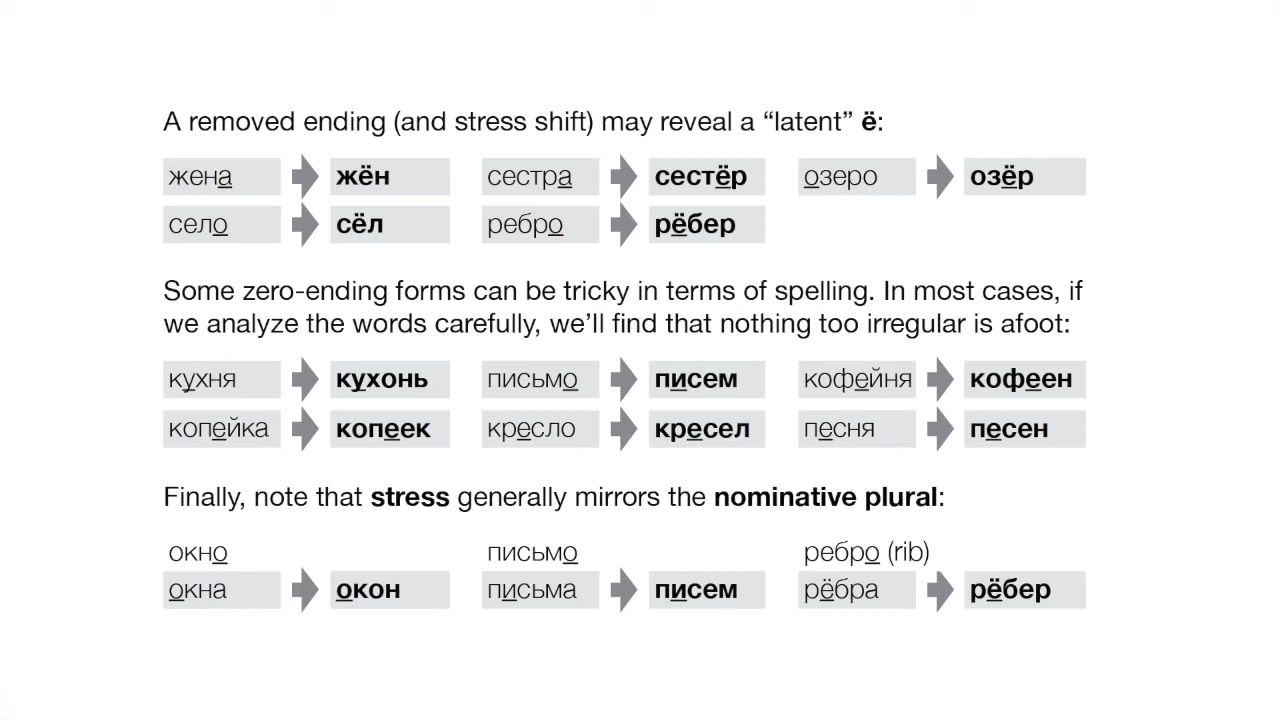 A removed ending (and stress shift) may reveal a “latent” ё:
жена жён сестра сестёр озеро озёр
село сёл ребро рёбер
Some zero-ending forms can be tricky in terms of spelling. In most cases, if
we analyze the words carefully, we’ll find that nothing too irregular is afoot:
кухня кухонь письмо писем кофейня кофеен
копейка копеек кресло кресел песня песен
Finally, note that stress generally mirrors the nominative plural:
окно письмо ребро (rib)
окна окон письма писем рёбра рёбер